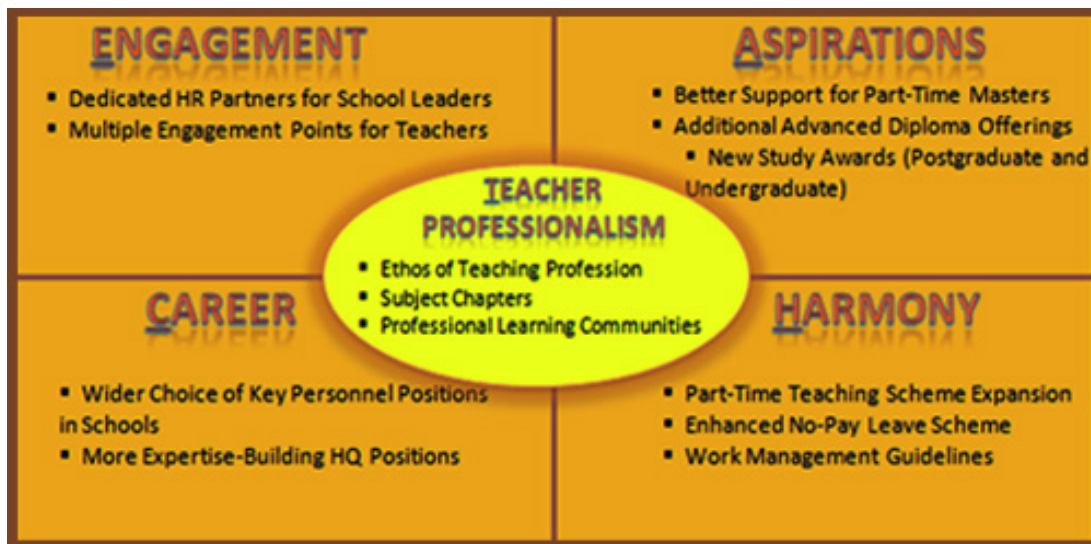 ENGAGEMENT
▪ Dedicated HR Partners for School Leaders
▪ Multiple Engagement Points for Teachers
ASPIRATIONS
▪ Better Support for Part-Time Masters
▪ Additional Advanced Diploma Offerings
▪ New Study Awards (Postgraduate and
Undergraduate)
TEACHER
PROFESSIONALISM
▪ Ethos of Teaching Profession
▪ Subject Chapters
▪ Professional Learning Communities
CAREER
▪ Wider Choice of Key Personnel Positions
in Schools
▪ More Expertise-Building HQ Positions
HARMONY
▪ Part-Time Teaching Scheme Expansion
▪ Enhanced No-Pay Leave Scheme
▪ Work Management Guidelines